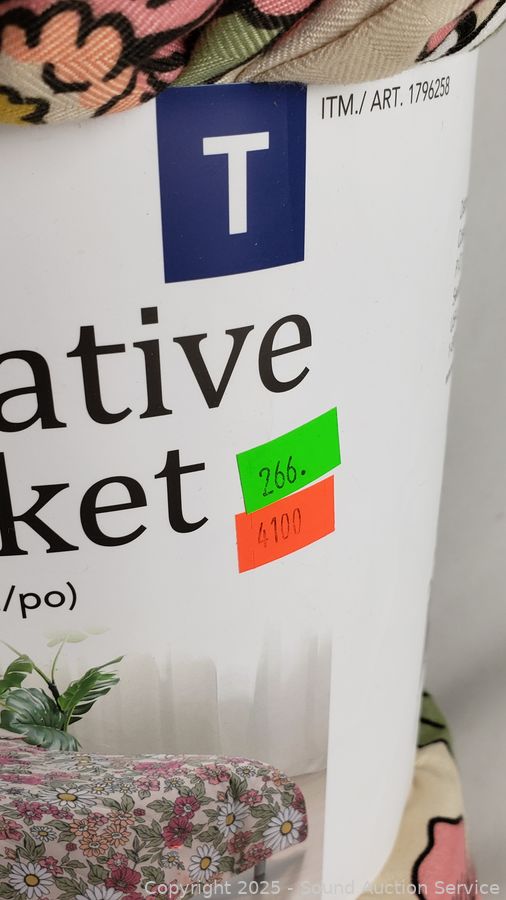 ITM./ ART. 1796258
T
ative
ket
/po)
266.
4100
Copyright 2025 - Sound Auction Service